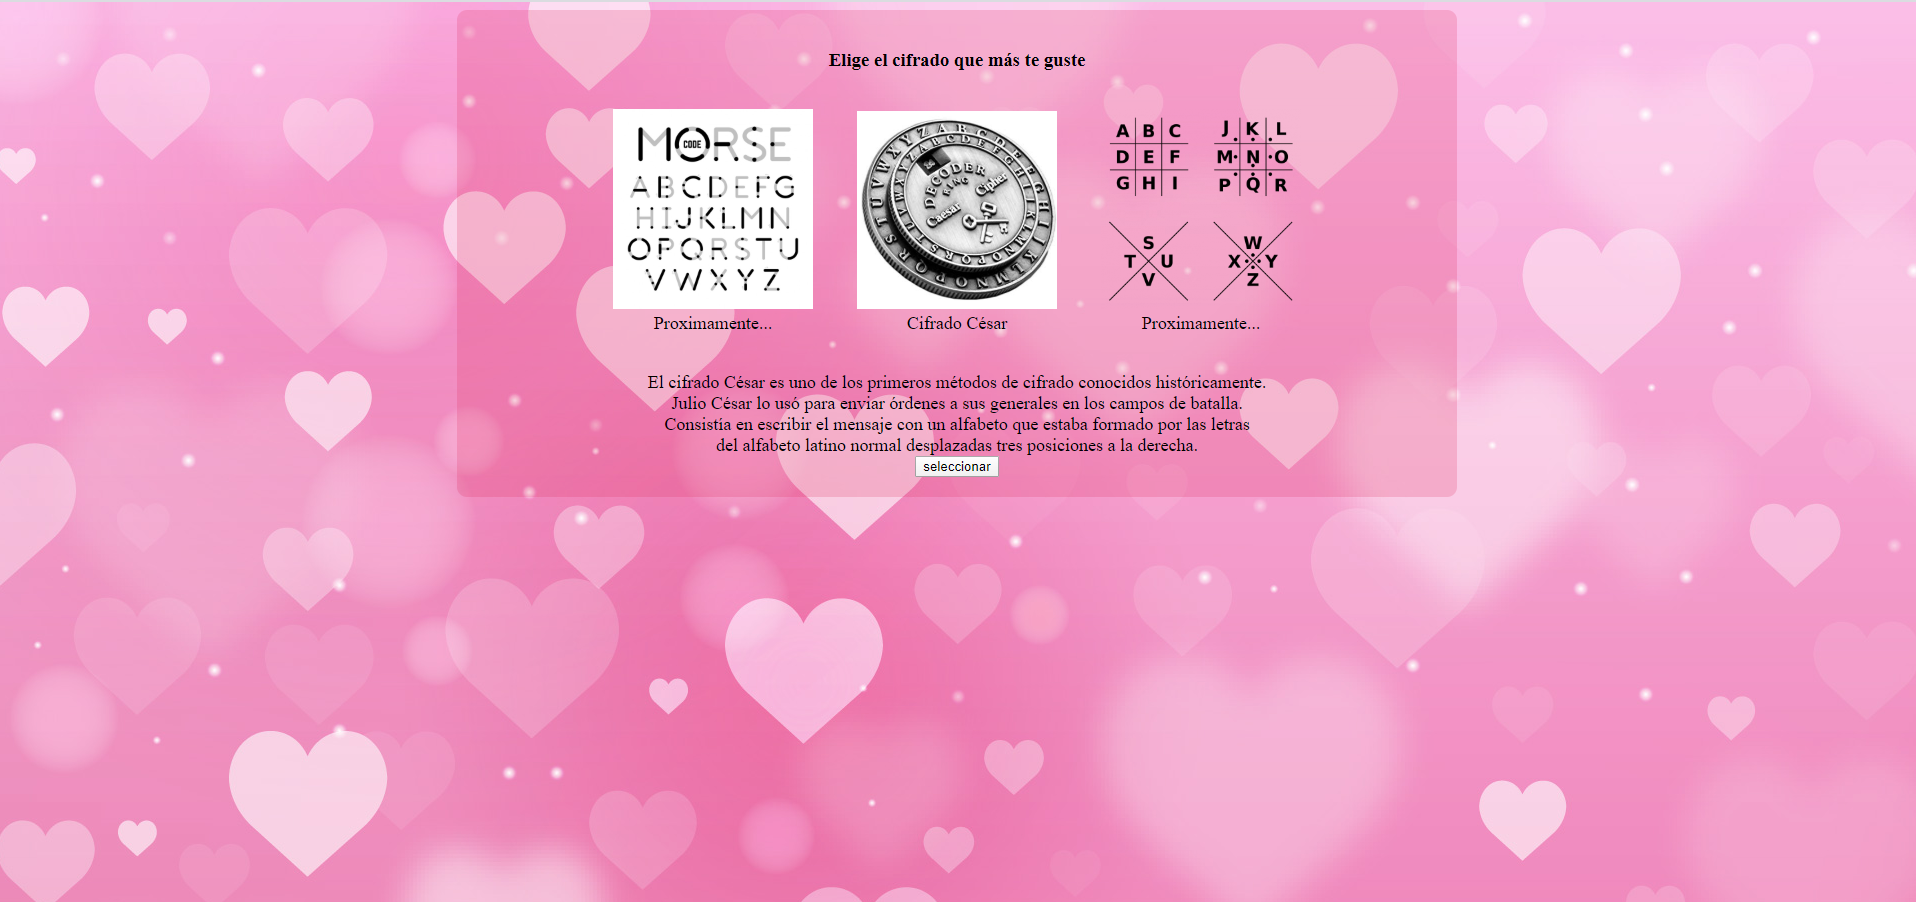 Elige el cifrado que más te guste
MORSE
CODE
ABCDEFG
HIJKLMN
OPQRSTU
VWXYZ
DECODER
RING
Caesar
Cipher
A B C
D E F
G H I
J K L
M N O
P Q R
S
T U
V
W
X Y
Z
Proximamente...
Cifrado César
Proximamente...
El cifrado César es uno de los primeros métodos de cifrado conocidos históricamente.
Julio César lo usó para enviar órdenes a sus generales en los campos de batalla.
Consistía en escribir el mensaje con un alfabeto que estaba formado por las letras
del alfabeto latino normal desplazadas tres posiciones a la derecha.
seleccionar